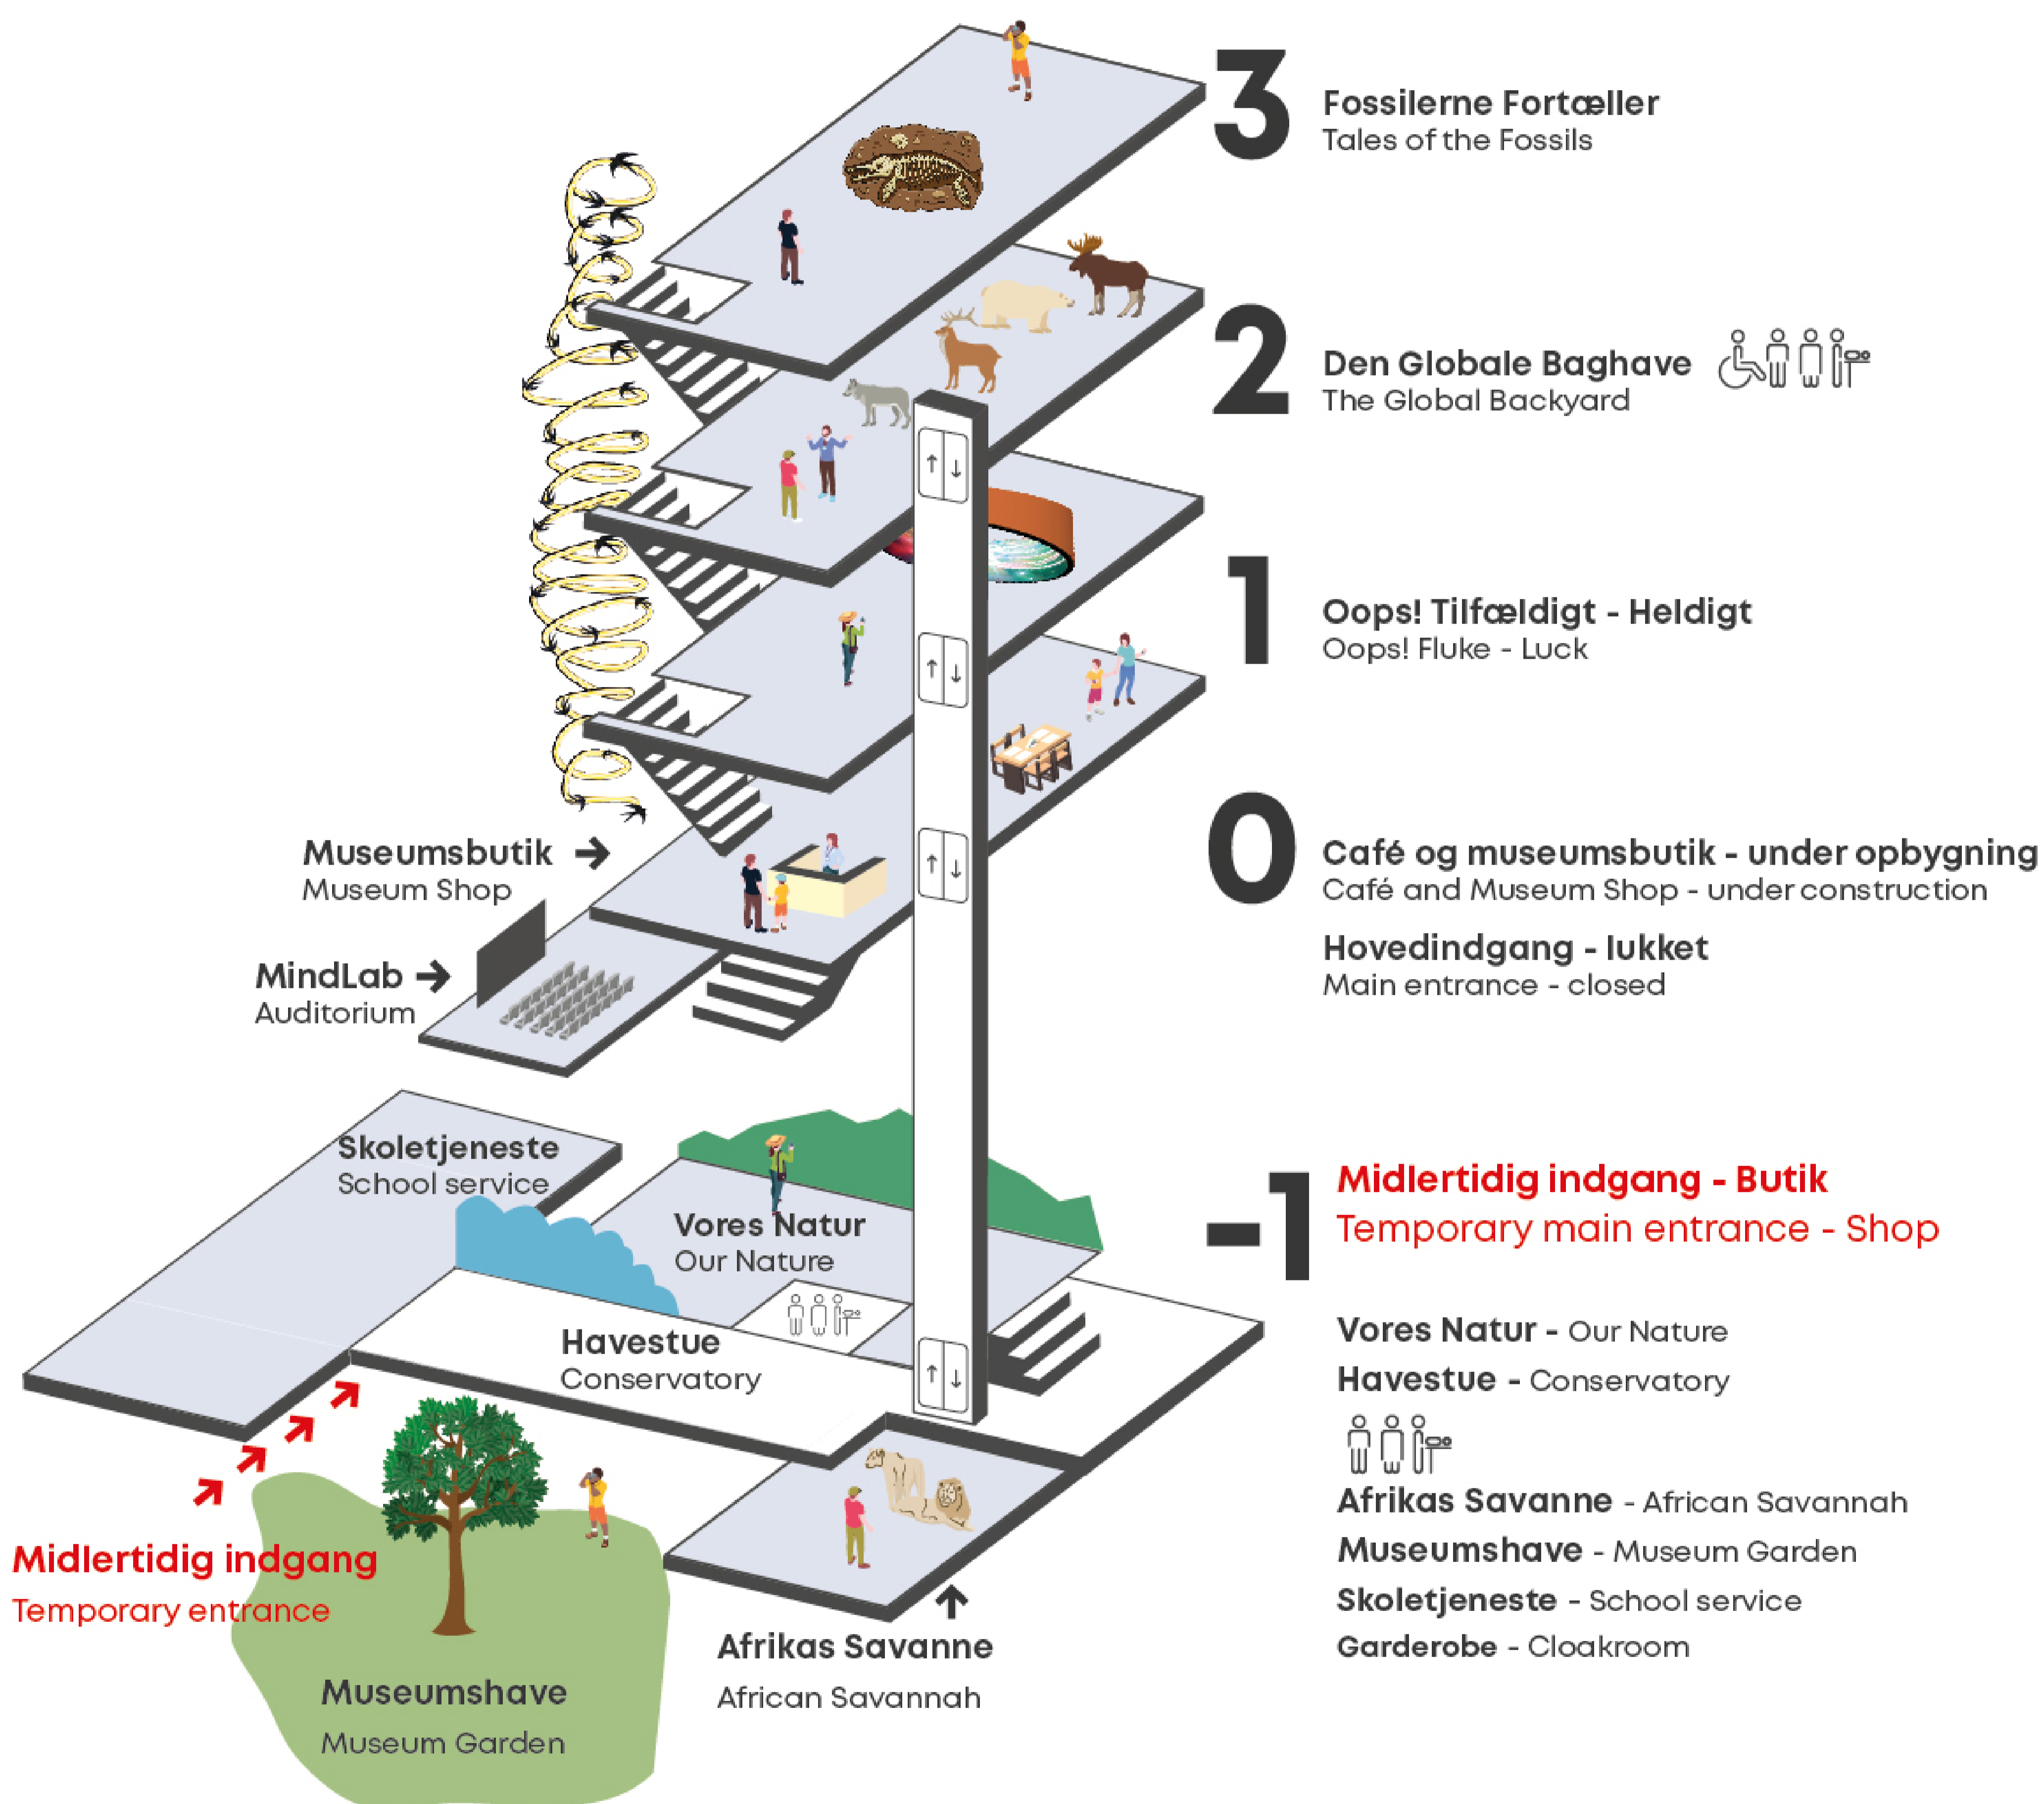 3
Fossilerne Fortæller
Tales of the Fossils
2
Den Globale Baghave
The Global Backyard
1
Oops! Tilfældigt - Heldigt
Oops! Fluke - Luck
0
Café og museumsbutik - under opbygning
Café and Museum Shop - under construction
Hovedindgang - lukket
Main entrance - closed
Museumsbutik →
Museum Shop
MindLab →
Auditorium
Skoletjeneste
School service
Vores Natur
Our Nature
Havestue
Conservatory
-1
Midlertidig indgang - Butik
Temporary main entrance - Shop
Vores Natur - Our Nature
Havestue - Conservatory
Afrikas Savanne - African Savannah
Museumshave - Museum Garden
Skoletjeneste - School service
Garderobe - Cloakroom
Midlertidig indgang
Temporary entrance
Museumshave
Museum Garden
Afrikas Savanne
African Savannah